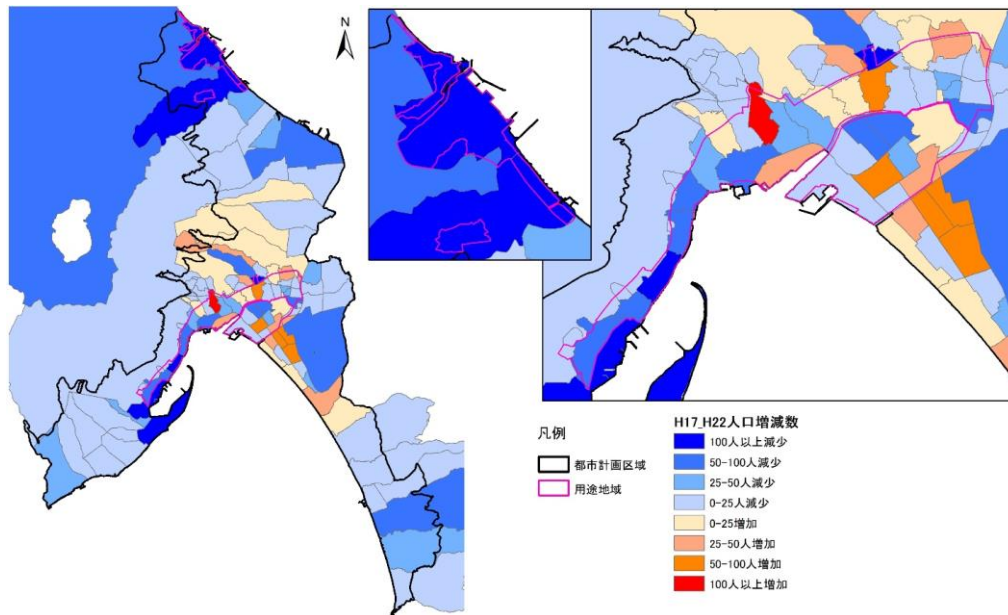 N
凡例
都市計画区域
用途地域
H17_H22人口増減数
100人以上減少
50-100人減少
25-50人減少
0-25人減少
0-25増加
25-50人増加
50-100人増加
100人以上増加